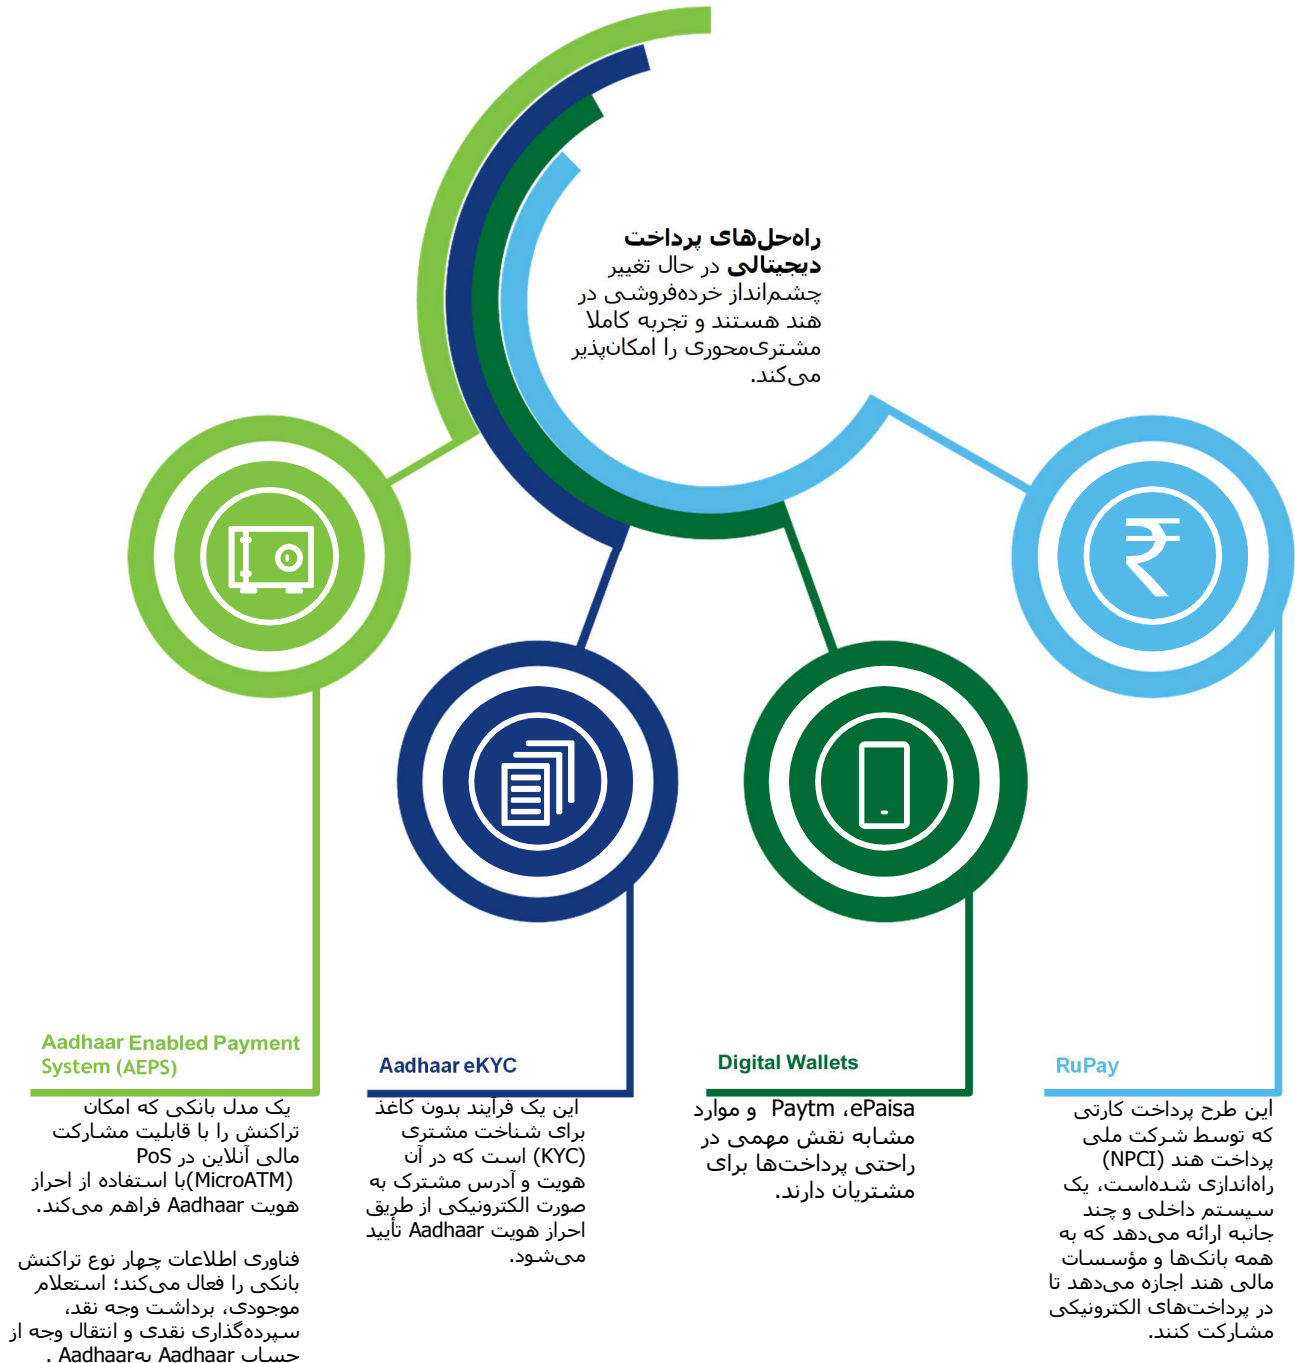 راه‌حل‌های پرداخت
دیجیتالی در حال تغییر
چشم‌انداز خرده‌فروشی در
هند هستند و تجربه کاملا
مشتری‌محوری را امکان‌پذیر
می‌کند.
Aadhaar Enabled Payment
System (AEPS)
یک مدل بانکی که امکان
تراکنش را با قابلیت مشارکت
مالی آنلاین در PoS
(MicroATM)با استفاده از احراز
هویت Aadhaar فراهم می‌کند.
فناوری اطلاعات چهار نوع تراکنش
بانکی را فعال می‌کند؛ استعلام
موجودی، برداشت وجه نقد،
سپرده‌گذاری نقدی و انتقال وجه از
حساب Aadhaar به‌Aadhaar .
Aadhaar eKYC
این یک فرآیند بدون کاغذ
برای شناخت مشتری
(KYC) است که در آن
هویت و آدرس مشترک به
صورت الکترونیکی از طریق
احراز هویت Aadhaar تأیید
می‌شود.
Digital Wallets
Paytm ،ePaisa و موارد
مشابه نقش مهمی در
راحتی پرداخت‌ها برای
مشتریان دارند.
RuPay
این طرح پرداخت کارتی
که توسط شرکت ملی
پرداخت هند (NPCI)
راه‌اندازی شده‌است، یک
سیستم داخلی و چند
جانبه ارائه می‌دهد که به
همه بانک‌ها و مؤسسات
مالی هند اجازه می‌دهد تا
در پرداخت‌های الکترونیکی
مشارکت کنند.